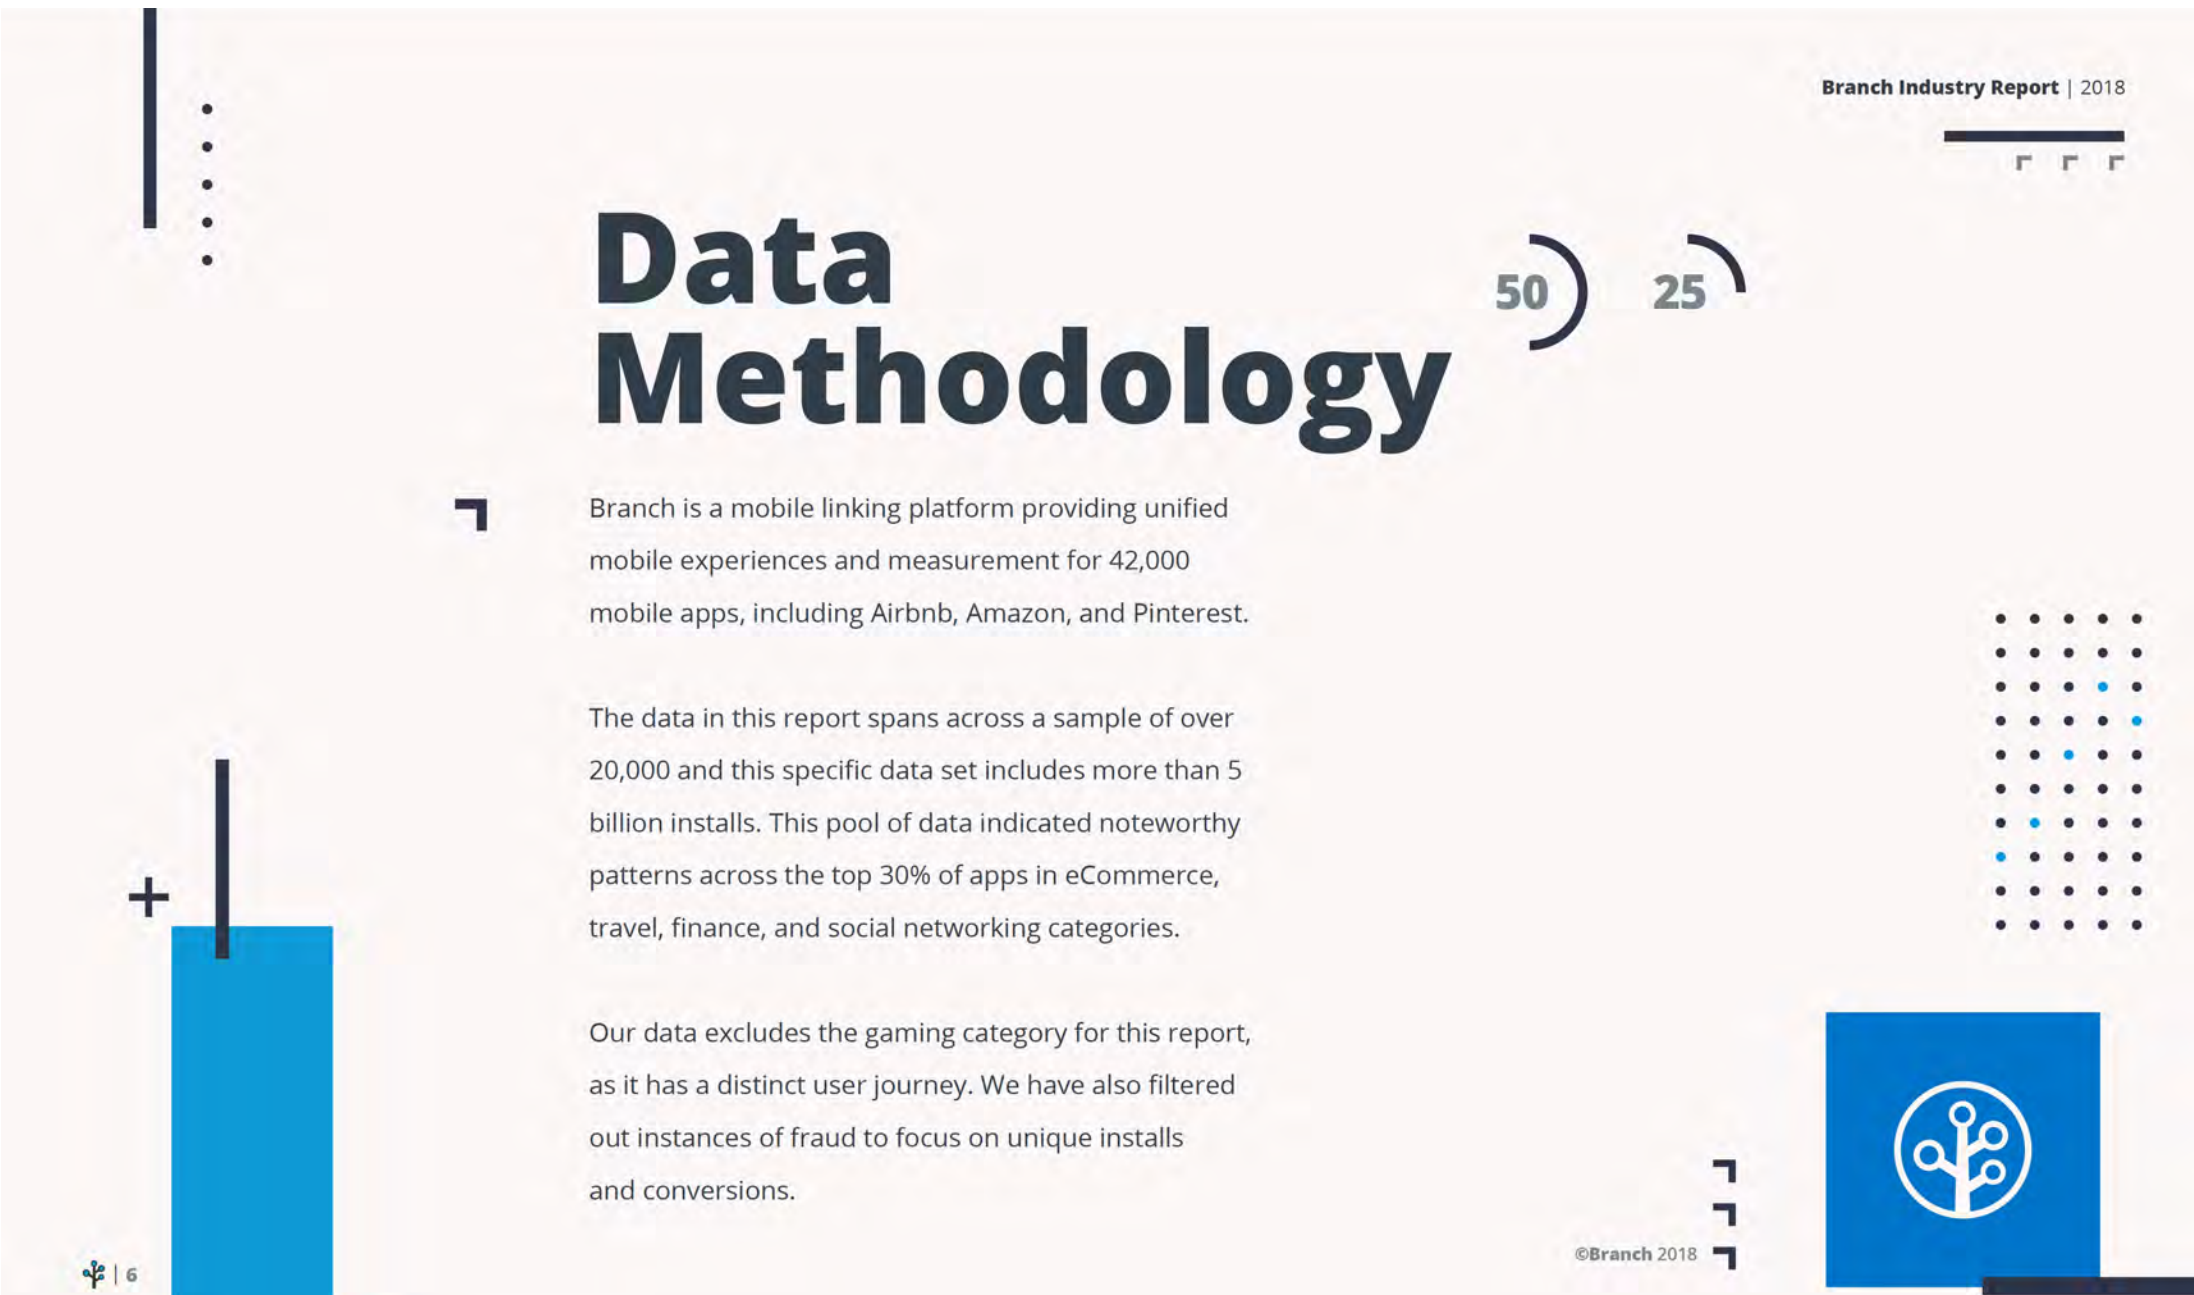 Branch Industry Report | 2018
Data
Methodology
50
25
Branch is a mobile linking platform providing unified
mobile experiences and measurement for 42,000
mobile apps, including Airbnb, Amazon, and Pinterest.
The data in this report spans across a sample of over
20,000 and this specific data set includes more than 5
billion installs. This pool of data indicated noteworthy
patterns across the top 30% of apps in eCommerce,
travel, finance, and social networking categories.
Our data excludes the gaming category for this report,
as it has a distinct user journey. We have also filtered
out instances of fraud to focus on unique installs
and conversions.
©Branch 2018
| 6